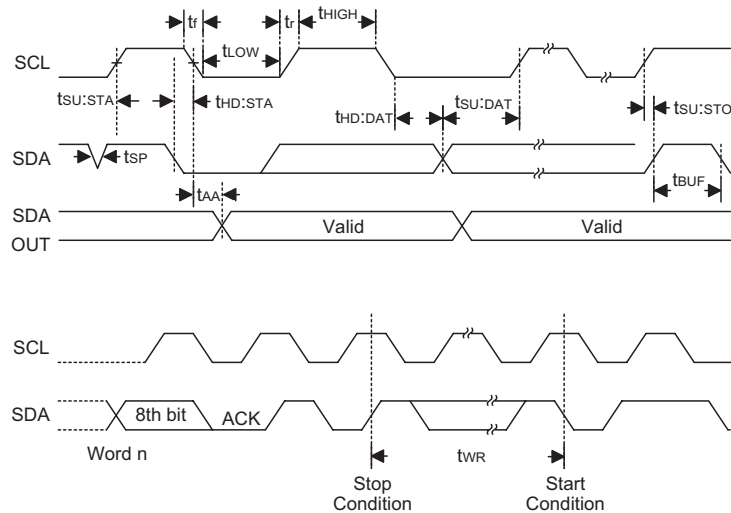 tf
tr
tHIGH
SCL
tLOW
tSU:STA
tHD:STA
tHD:DAT
tSU:DAT
tSU:STO
SDA
tSP
tBUF
tAA
SDA
OUT
Valid
Valid
SCL
SDA
8th bit
ACK
Word n
tWR
Stop
Condition
Start
Condition